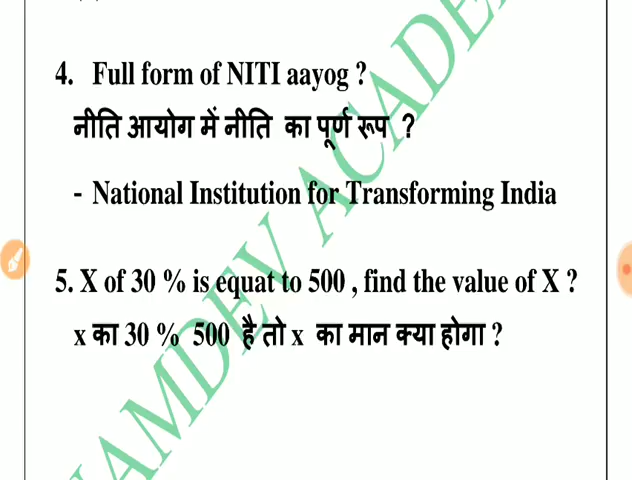 4. Full form of NITI aayog ?
नीति आयोग में नीति का पूर्ण रूप ?
- National Institution for Transforming India
5. X of 30 % is equat to 500 , find the value of X ?
x का 30 % 500 है तो x का मान क्या होगा ?
AMDEV ACADE